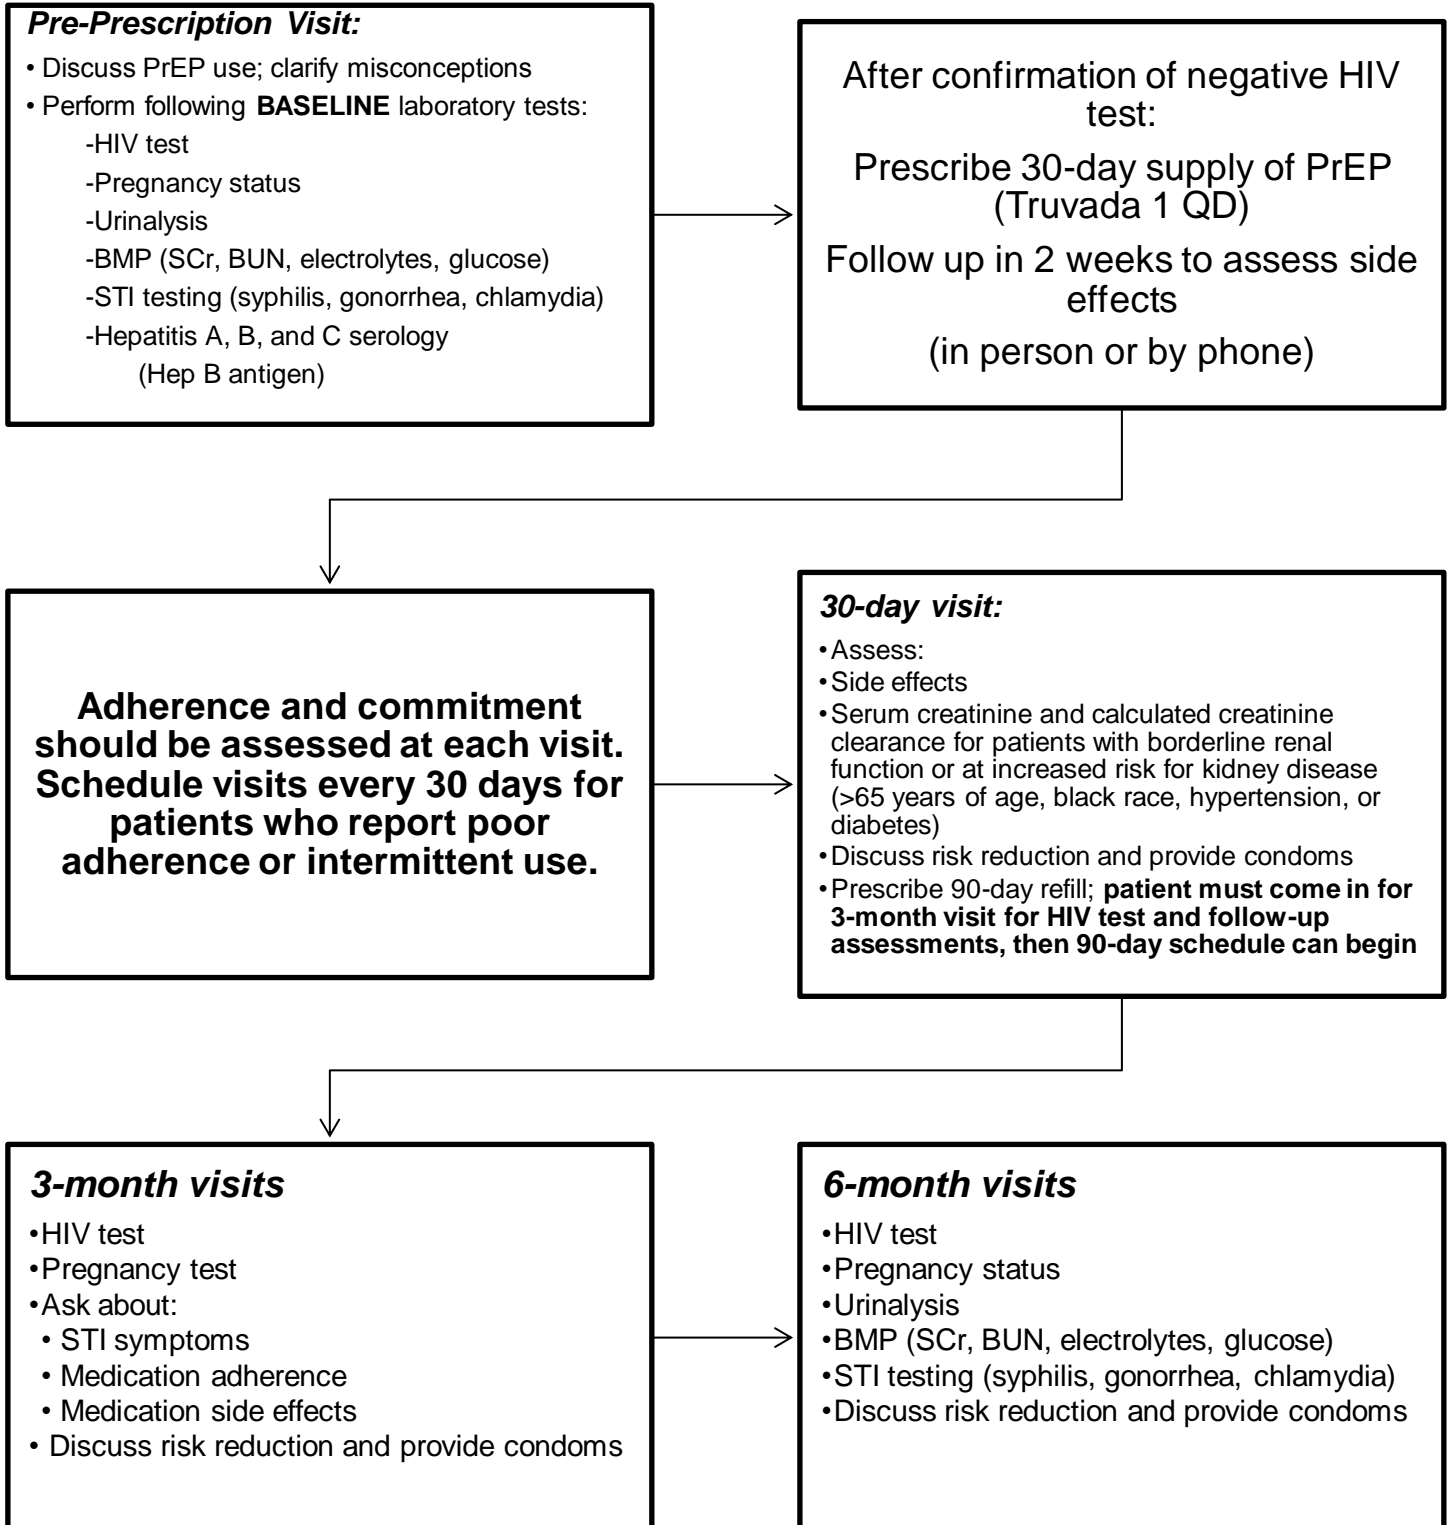 Pre-Prescription Visit:
• Discuss PrEP use; clarify misconceptions
• Perform following BASELINE laboratory tests:
-HIV test
-Pregnancy status
-Urinalysis
-BMP (SCr, BUN, electrolytes, glucose)
-STI testing (syphilis, gonorrhea, chlamydia)
-Hepatitis A, B, and C serology
(Hep B antigen)
After confirmation of negative HIV
test:
Prescribe 30-day supply of PrEP
(Truvada 1 QD)
Follow up in 2 weeks to assess side
effects
(in person or by phone)
Adherence and commitment
should be assessed at each visit.
Schedule visits every 30 days for
patients who report poor
adherence or intermittent use.
30-day visit:
•Assess:
•Side effects
•Serum creatinine and calculated creatinine
clearance for patients with borderline renal
function or at increased risk for kidney disease
(>65 years of age, black race, hypertension, or
diabetes)
•Discuss risk reduction and provide condoms
•Prescribe 90-day refill; patient must come in for
3-month visit for HIV test and follow-up
assessments, then 90-day schedule can begin
3-month visits
•HIV test
•Pregnancy test
•Ask about:
• STI symptoms
• Medication adherence
• Medication side effects
• Discuss risk reduction and provide condoms
6-month visits
•HIV test
•Pregnancy status
•Urinalysis
•BMP (SCr, BUN, electrolytes, glucose)
•STI testing (syphilis, gonorrhea, chlamydia)
•Discuss risk reduction and provide condoms